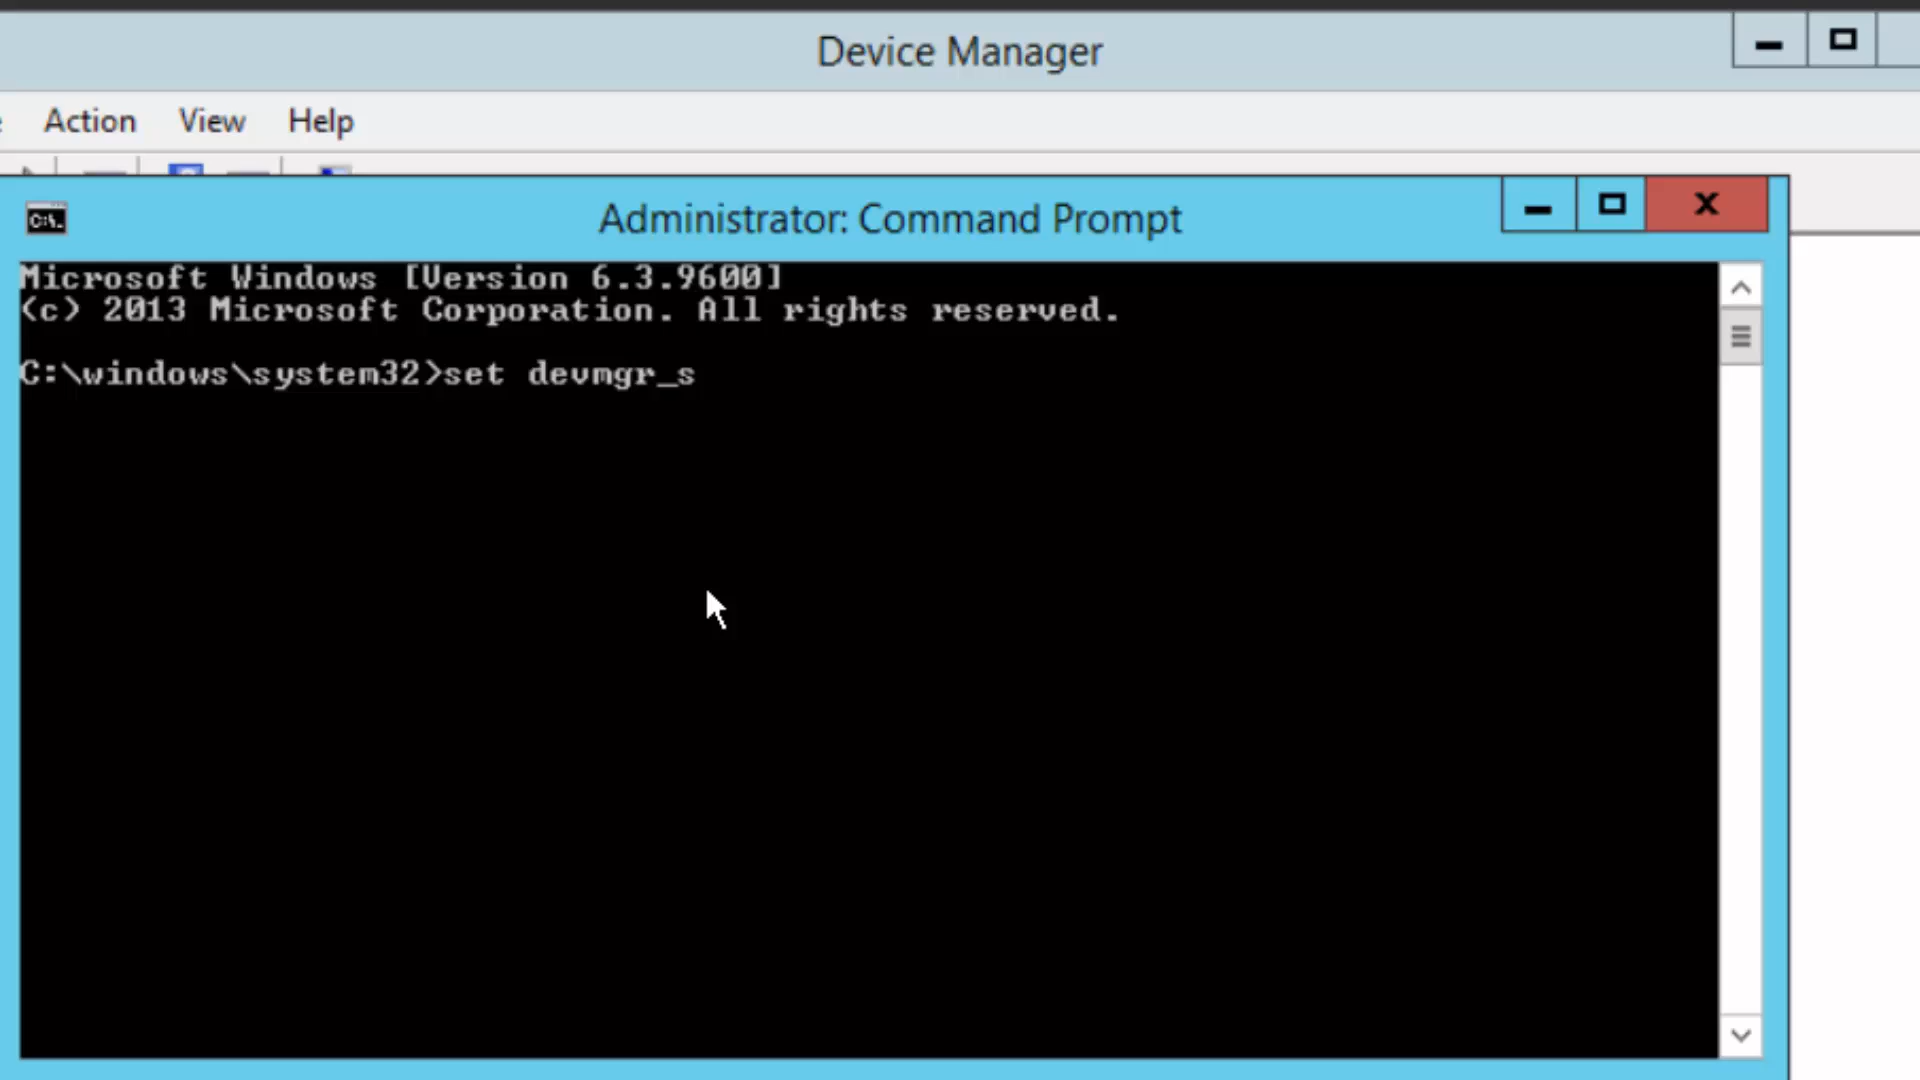 Device Manager
Action View Help
C:\.
Administrator: Command Prompt
Microsoft Windows [Version 6.3.9600]
(c) 2013 Microsoft Corporation. All rights reserved.
C:\windows\system32>set devmgr_s